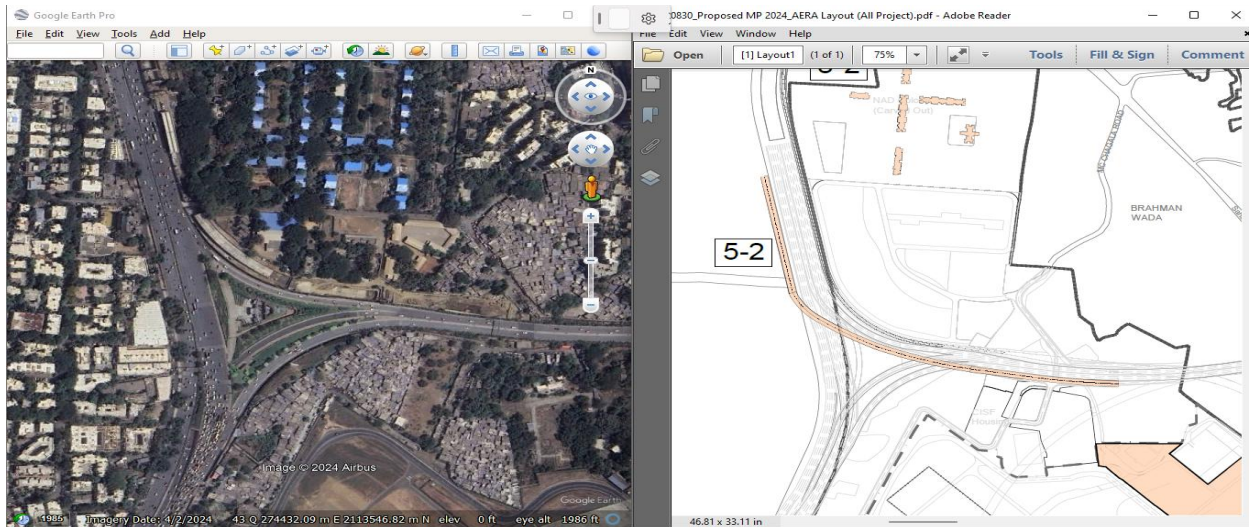 Google Earth Pro
File Edit View Tools Add Help
N
Image © 2024 Airbus
Google Earth
1985 Imagery Date: 4/2/2024 43 Q 274432.09 m E 2113546.82 m N elev 0 ft eye alt 1986 ft
0830_Proposed MP 2024_AERA Layout (All Project).pdf - Adobe Reader
File Edit View Window Help
Open [1] Layout1 (1 of 1) 75% Tools Fill & Sign Comment
NAD
(Carved Out)
BRAHMAN
WADA
5-2
CISF
Housing
46.81 x 33.11 in